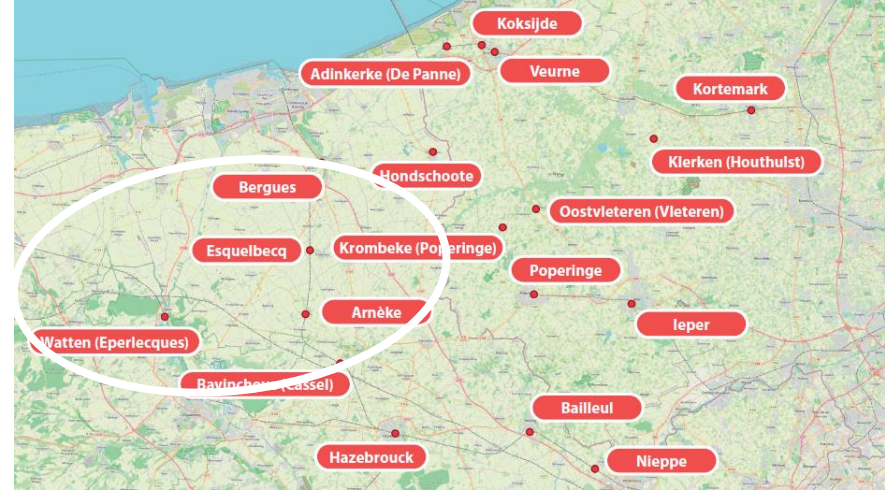 Koksijde
Adinkerke (De Panne)
Veurne
Kortemark
Klerken (Houthulst)
Hondschoote
Bergues
Oostvleteren (Vleteren)
Esquelbecq
Krombeke (Poperinge)
Poperinge
Arnèke
Ieper
Watten (Eperlecques)
Bavinchove (Cassel)
Bailleul
Hazebrouck
Nieppe